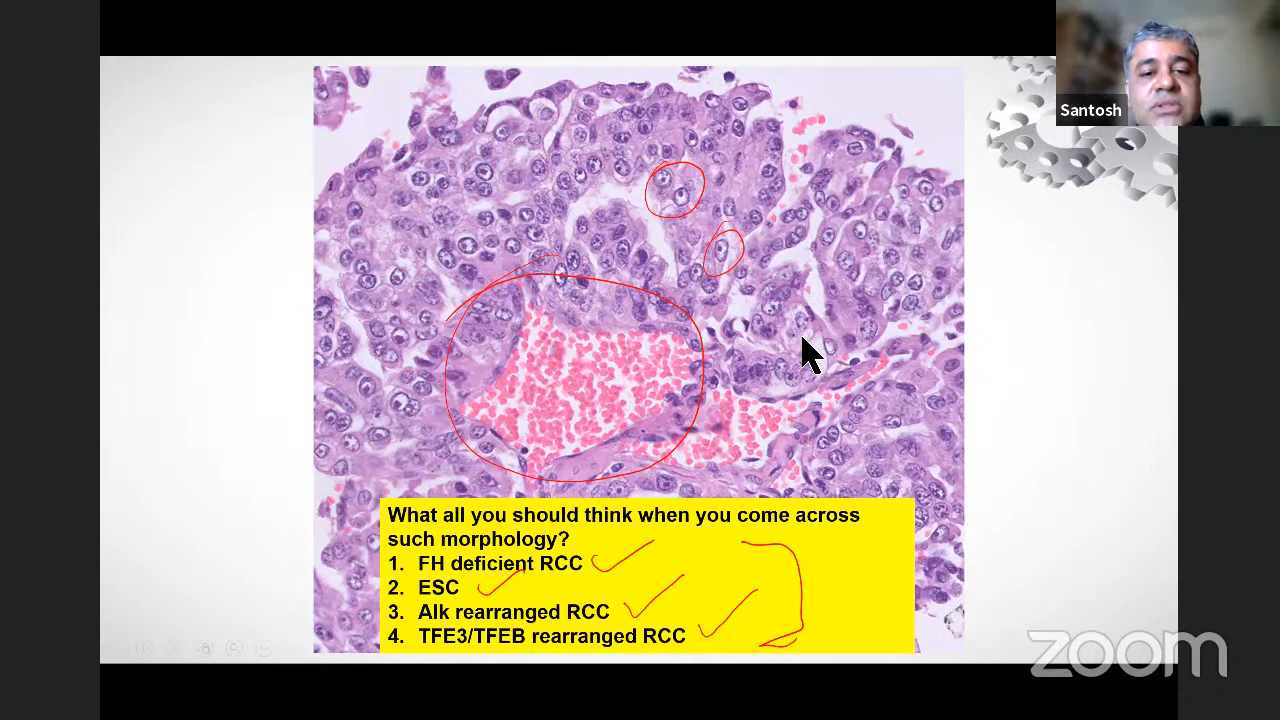 Santosh
What all you should think when you come across
such morphology?
1. FH deficient RCC
2. ESC
3. Alk rearranged RCC
4. TFE3/TFEB rearranged RCC
zoom